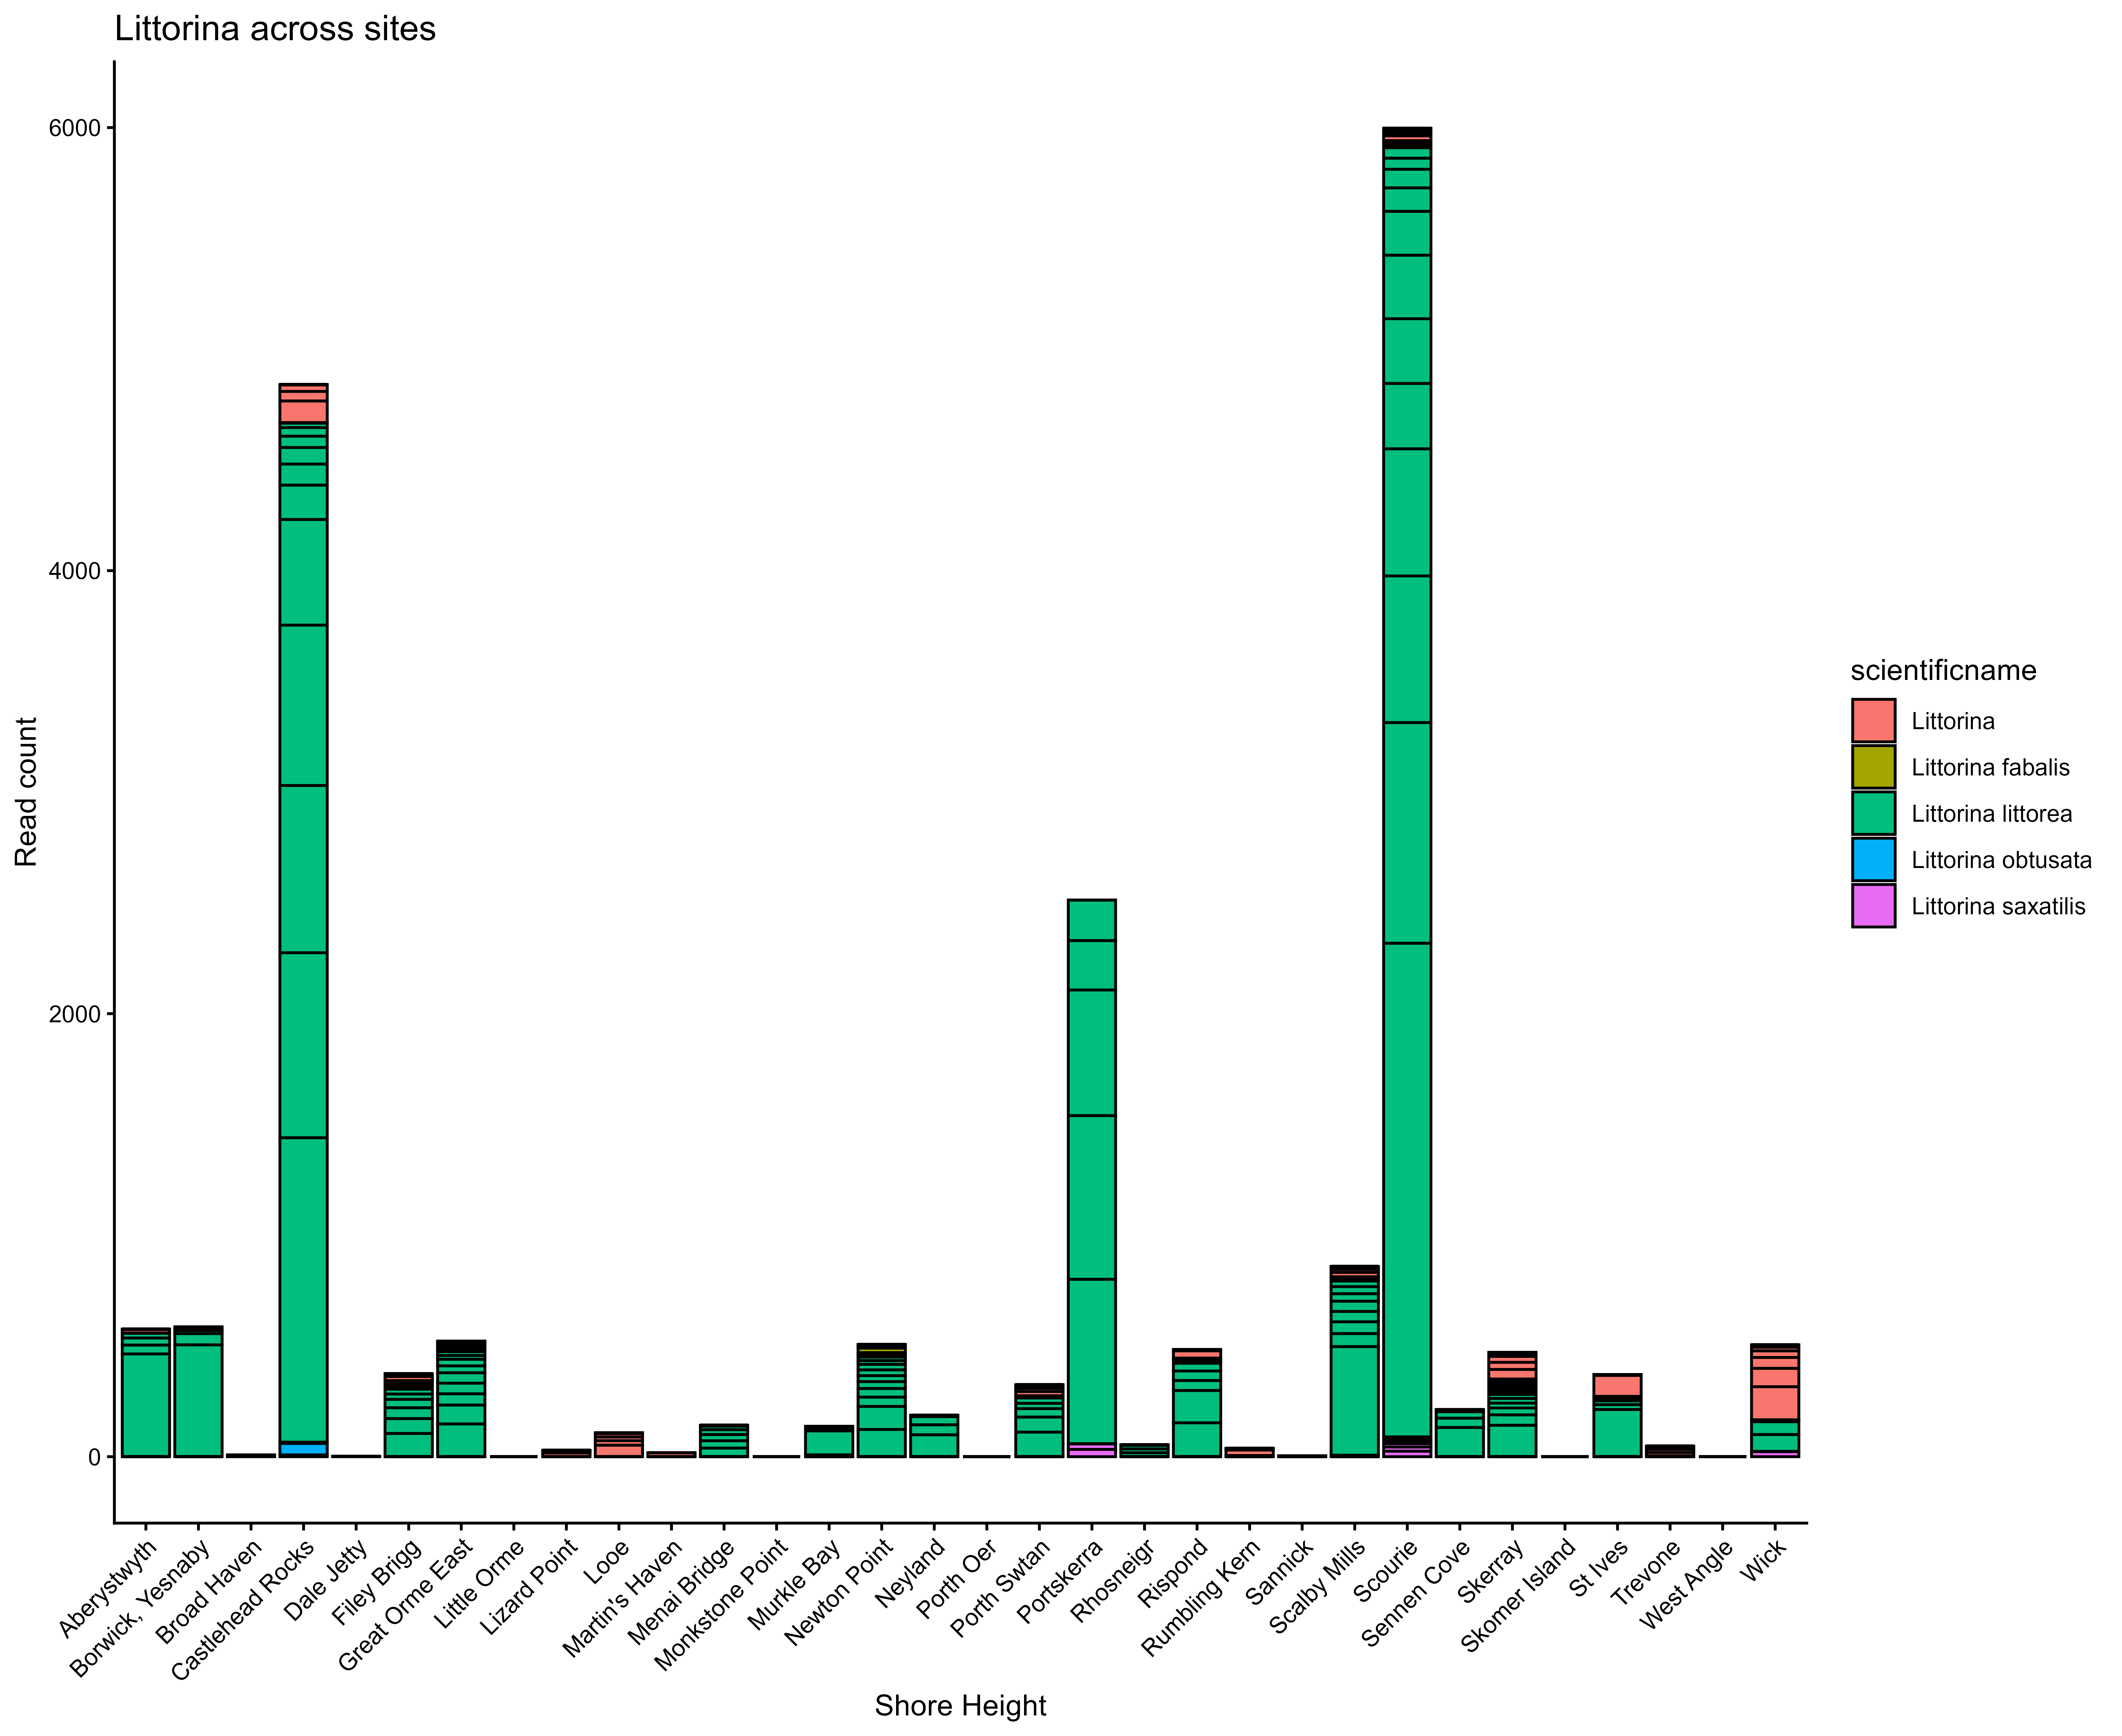 Littorina across sites
6000
4000
2000
0
Read count
Aberystwyth
Borwick, Yesnaby
Broad Haven
Castlehead Rocks
Dale Jetty
Filey Brigg
Great Orme East
Little Orme
Lizard Point
Looe
Martin's Haven
Menai Bridge
Monkstone Point
Murkle Bay
Newton Point
Neyland
Porth Oer
Porth Swtan
Portskerra
Rhosneigr
Rispond
Rumbling Kern
Sannick
Scalby Mills
Scourie
Sennen Cove
Skerray
Skomer Island
St Ives
Trevone
West Angle
Wick
Shore Height
scientificname
Littorina
Littorina fabalis
Littorina littorea
Littorina obtusata
Littorina saxatilis